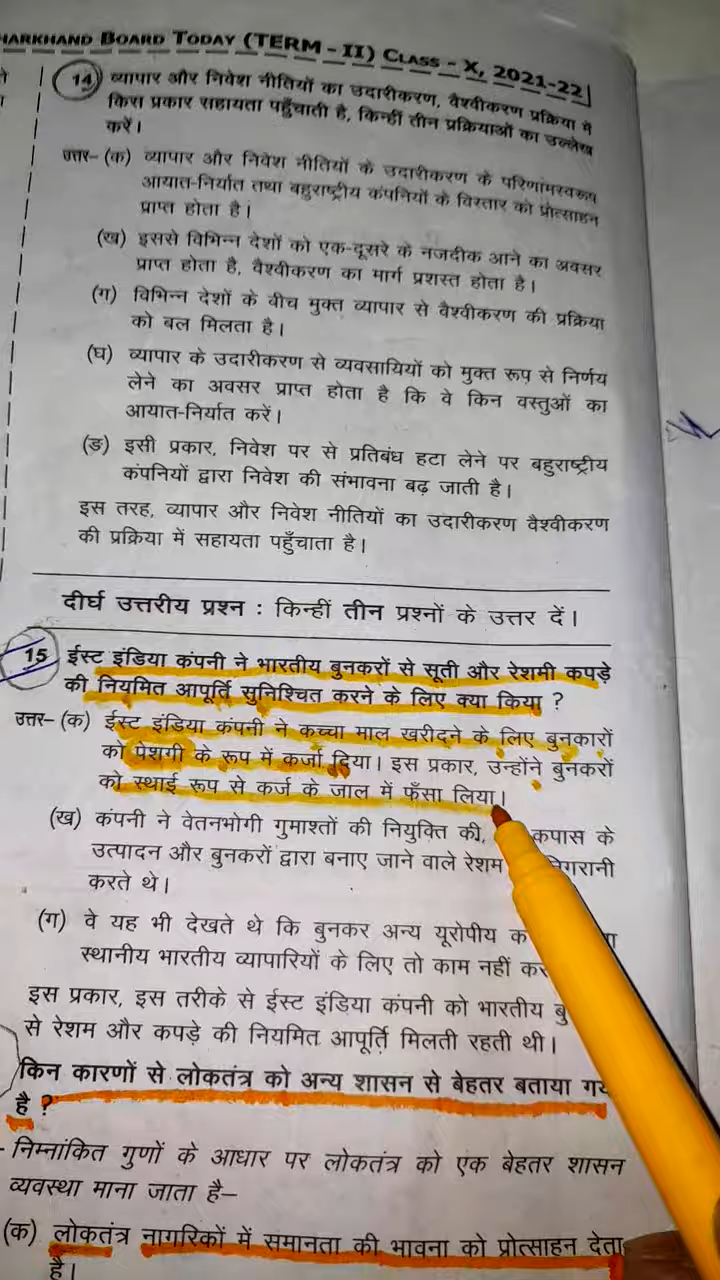 HARKHAND BOARD TODAY (TERM - II) CLASS - X, 2021-22
14 व्यापार और निवेश नीतियों का उदारीकरण, वैश्वीकरण प्रक्रिया में
किस प्रकार सहायता पहुँचाती है, किन्हीं तीन प्रक्रियाओं का उल्लेख
करें।
उत्तर– (क) व्यापार और निवेश नीतियों के उदारीकरण के परिणामस्वरूप
आयात-निर्यात तथा बहुराष्ट्रीय कंपनियों के विस्तार को प्रोत्साहन
प्राप्त होता है।
(ख) इससे विभिन्न देशों को एक-दूसरे के नजदीक आने का अवसर
प्राप्त होता है, वैश्वीकरण का मार्ग प्रशस्त होता है।
(ग) विभिन्न देशों के बीच मुक्त व्यापार से वैश्वीकरण की प्रक्रिया
को बल मिलता है।
(घ) व्यापार के उदारीकरण से व्यवसायियों को मुक्त रूप से निर्णय
लेने का अवसर प्राप्त होता है कि वे किन वस्तुओं का
आयात-निर्यात करें।
(ङ) इसी प्रकार, निवेश पर से प्रतिबंध हटा लेने पर बहुराष्ट्रीय
कंपनियों द्वारा निवेश की संभावना बढ़ जाती है।
इस तरह, व्यापार और निवेश नीतियों का उदारीकरण वैश्वीकरण
की प्रक्रिया में सहायता पहुँचाता है।
दीर्घ उत्तरीय प्रश्न : किन्हीं तीन प्रश्नों के उत्तर दें।
15 ईस्ट इंडिया कंपनी ने भारतीय बुनकरों से सूती और रेशमी कपड़े
की नियमित आपूर्ति सुनिश्चित करने के लिए क्या किया ?
उत्तर– (क) ईस्ट इंडिया कंपनी ने कच्चा माल खरीदने के लिए बुनकारों
को पेशगी के रूप में कर्जा दिया। इस प्रकार, उन्होंने बुनकरों
को स्थाई रूप से कर्ज के जाल में फँसा लिया।
(ख) कंपनी ने वेतनभोगी गुमाश्तों की नियुक्ति की, कपास के
उत्पादन और बुनकरों द्वारा बनाए जाने वाले रेशम निगरानी
करते थे।
(ग) वे यह भी देखते थे कि बुनकर अन्य यूरोपीय
स्थानीय भारतीय व्यापारियों के लिए तो काम नहीं
इस प्रकार, इस तरीके से ईस्ट इंडिया कंपनी को भारतीय
से रेशम और कपड़े की नियमित आपूर्ति मिलती रहती थी।
किन कारणों से लोकतंत्र को अन्य शासन से बेहतर बताया
है ?
निम्नांकित गुणों के आधार पर लोकतंत्र को एक बेहतर शासन
व्यवस्था माना जाता है–
(क) लोकतंत्र नागरिकों में समानता की भावना को प्रोत्साहन देता
है।